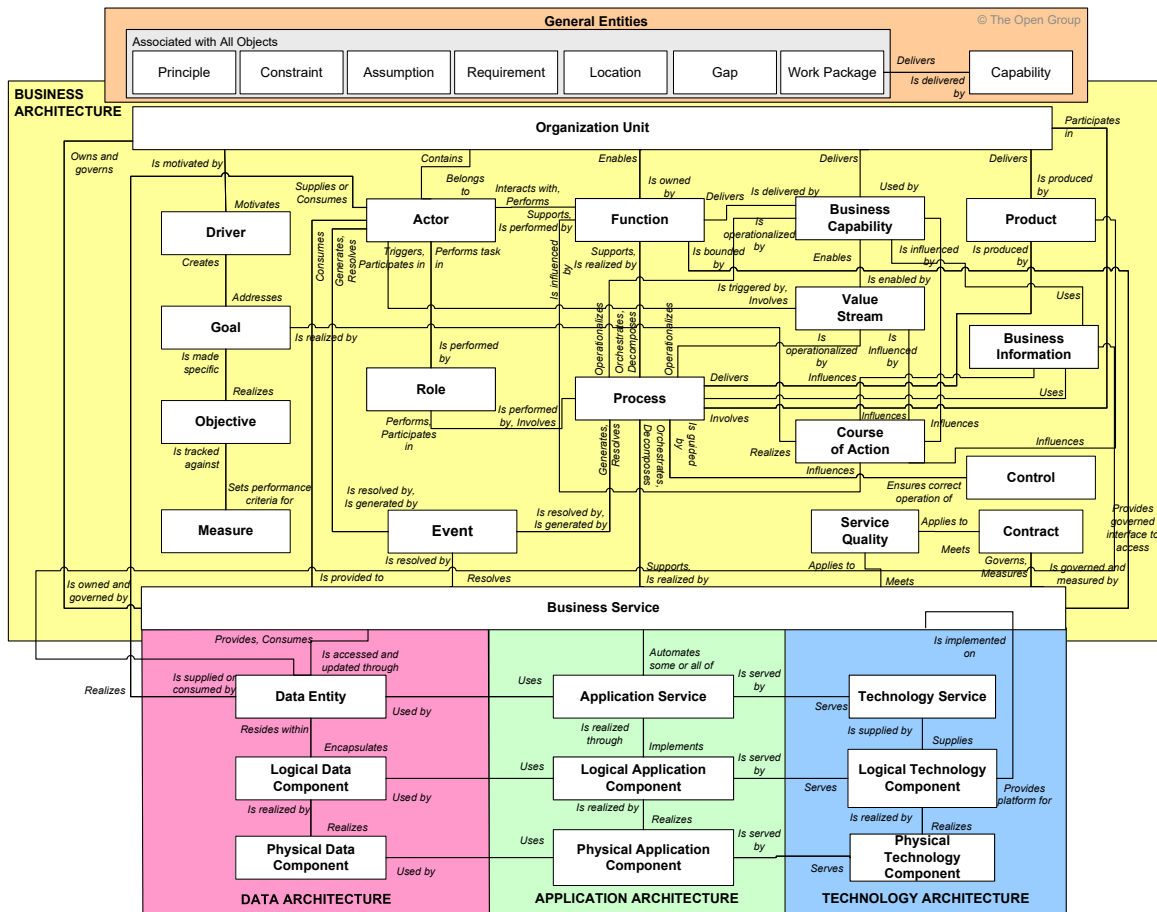 General Entities
© The Open Group
Associated with All Objects
Principle
Constraint
Assumption
Requirement
Location
Gap
Work Package
Delivers
Is delivered
by
Capability
BUSINESS
ARCHITECTURE
Organization Unit
Participates
in
Owns and
governs
Is motivated by
Contains
Enables
Delivers
Delivers
Supplies or
Consumes
Belongs
to
Interacts with,
Performs
Is owned
by
Delivers
Is delivered by
Used by
Is produced
by
Motivates
Driver
Actor
Supports,
Is performed by
Function
Is
operationalized
by
Business
Capability
Product
Creates
Consumes
Generates,
Resolves
Triggers,
Participates in
Performs task
in
Is influenced
by
Supports,
Is realized by
Is bounded
by
Enables
Is influenced
by
Is produced
by
Addresses
Goal
Is realized by
Is triggered by,
Involves
Is enabled by
Value
Stream
Uses
Is made
specific
Is performed
by
Operationalizes
Orchestrates,
Decomposes
Operationalizes
Is
operationalized by
Is
Influenced
by
Business
Information
Realizes
Objective
Role
Process
Delivers
Influences
Uses
Performs,
Participates
in
Is performed
by, Involves
Involves
Influences
Influences
Is tracked
against
Generates,
Resolves
Orchestrates,
Decomposes
Is guided
by
Realizes
Course
of Action
Influences
Influences
Sets performance
criteria for
Measure
Is resolved by,
Is generated by
Event
Is resolved by,
Is generated by
Ensures correct
operation of
Control
Service
Quality
Applies to
Contract
Provides
governed
interface to
access
Is resolved by
Meets
Is owned and
governed by
Is provided to
Resolves
Supports,
Is realized by
Applies to
Meets
Governs,
Measures
Is governed and
measured by
Business Service
Provides, Consumes
Is accessed and
updated through
Automates
some or all of
Is implemented
on
Realizes
Is supplied or
consumed by
Data Entity
Uses
Used by
Application Service
Is served
by
Serves
Technology Service
Resides within
Is realized
through
Is supplied by
Encapsulates
Implements
Supplies
Logical Data
Component
Uses
Used by
Logical Application
Component
Is served
by
Serves
Logical Technology
Component
Provides
platform for
Is realized by
Is realized by
Is realized by
Realizes
Realizes
Realizes
Physical Data
Component
Uses
Used by
Physical Application
Component
Is served
by
Serves
Physical
Technology
Component
DATA ARCHITECTURE
APPLICATION ARCHITECTURE
TECHNOLOGY ARCHITECTURE